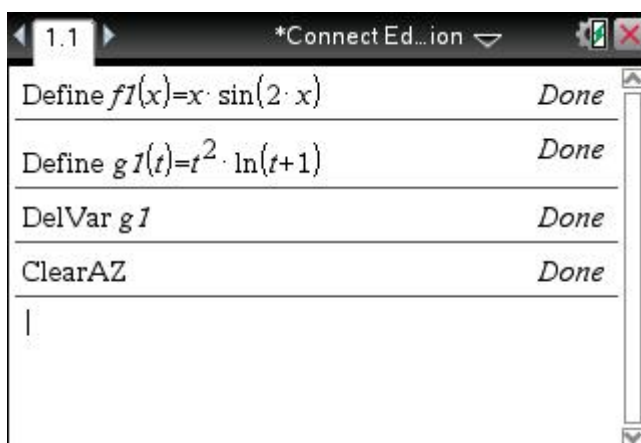 1.1 *Connect Ed...ion
Define f1(x)=x· sin(2· x) Done
Define g1(t)=t²· ln(t+1) Done
DelVar g1 Done
ClearAZ Done